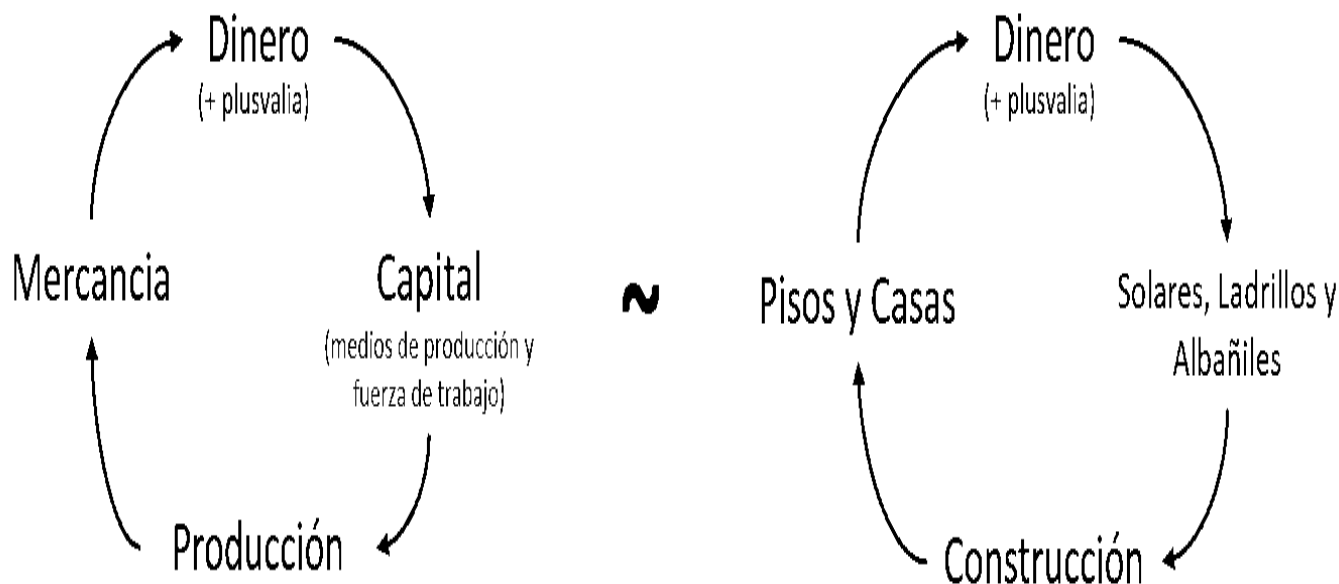 Dinero
(+ plusvalia)
Mercancia
Capital
(medios de producción y
fuerza de trabajo)
Producción
~
Dinero
(+ plusvalia)
Pisos y Casas
Solares, Ladrillos y
Albañiles
Construcción